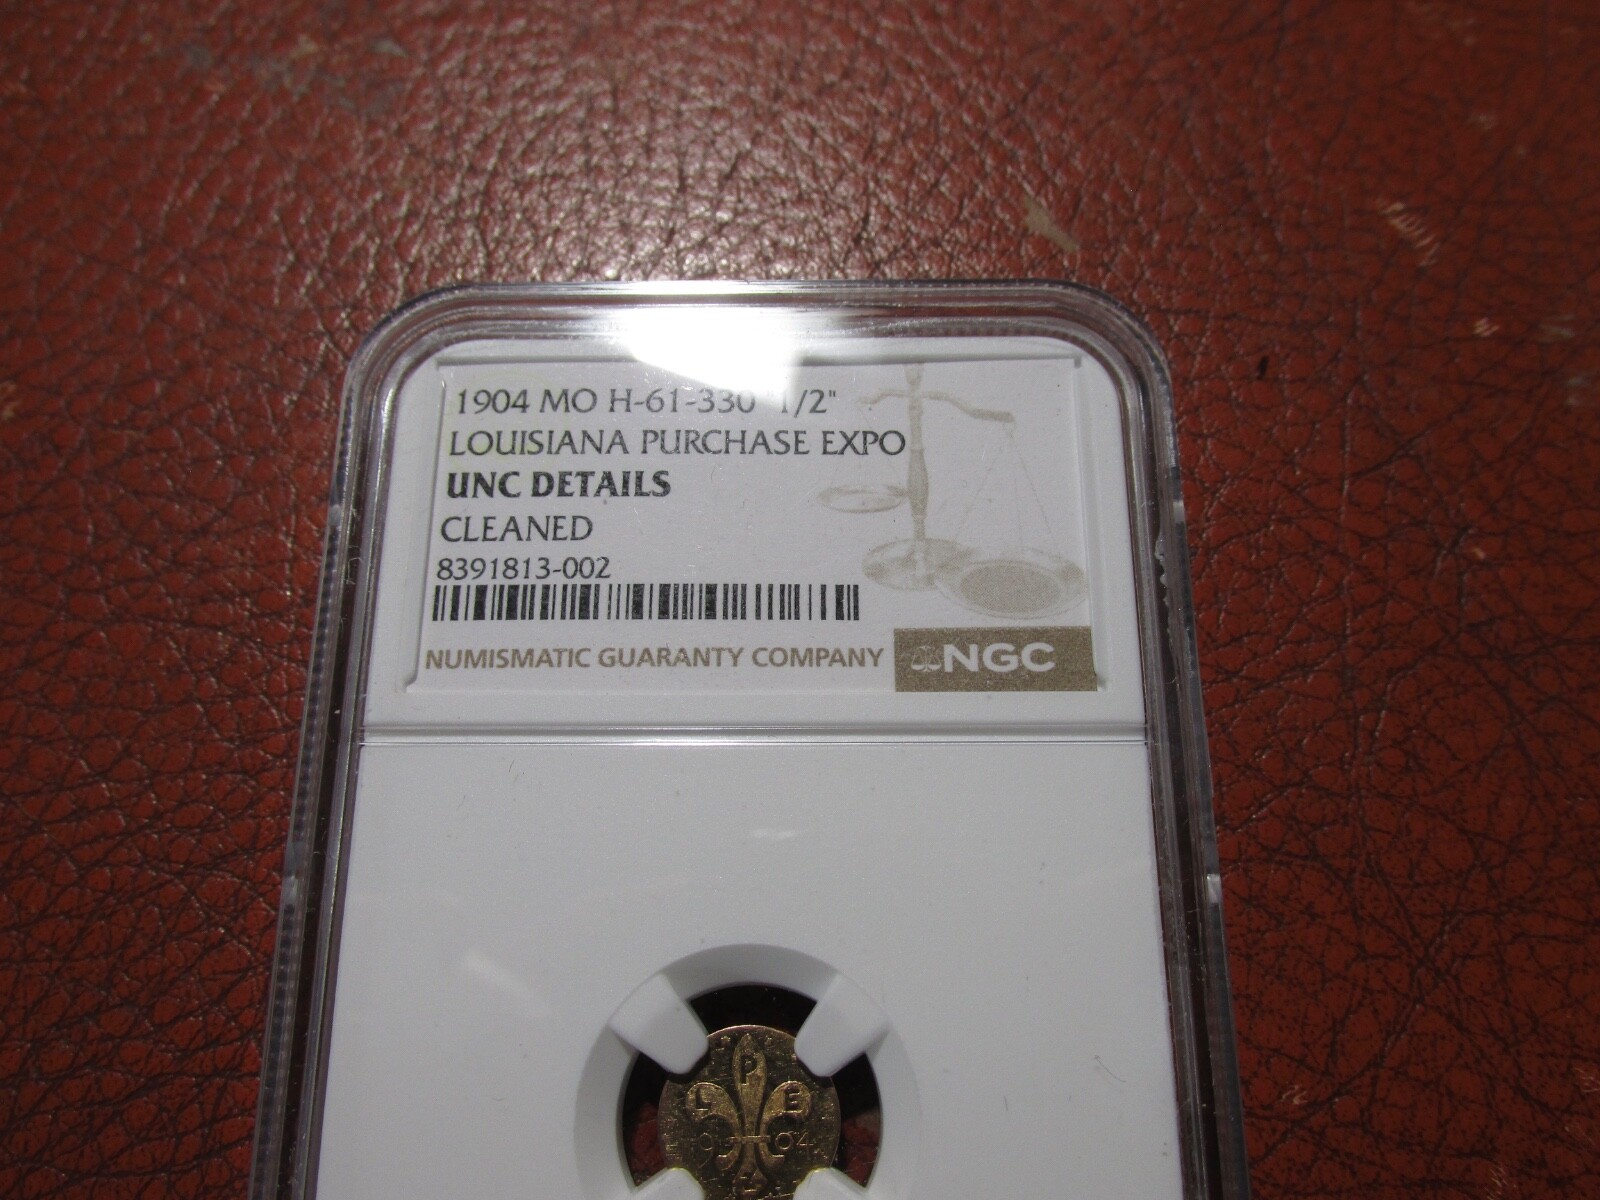 1904 MO H-61-330 1/2"
LOUISIANA PURCHASE EXPO
UNC DETAILS
CLEANED
8391813-002
NUMISMATIC GUARANTY COMPANY
NGC
P
L E
19 04